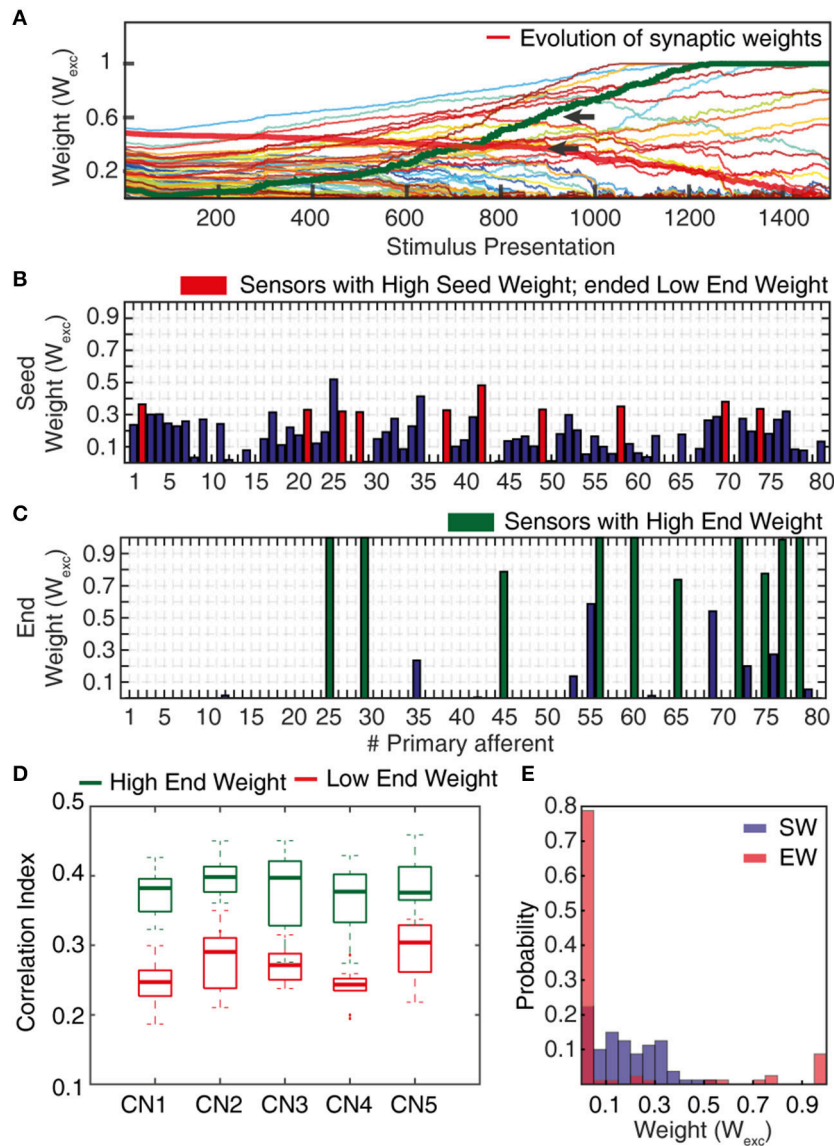 A
Evolution of synaptic weights
Weight (Wexc)
1
0.6
0.2
200 400 600 800 1000 1200 1400
Stimulus Presentation
B
Sensors with High Seed Weight; ended Low End Weight
Seed
Weight (Wexc)
0.9
0.7
0.5
0.3
0.1
1 5 10 15 20 25 30 35 40 45 50 55 60 65 70 75 80
C
Sensors with High End Weight
End
Weight (Wexc)
0.9
0.7
0.5
0.3
0.1
1 5 10 15 20 25 30 35 40 45 50 55 60 65 70 75 80
# Primary afferent
D
High End Weight Low End Weight
Correlation Index
0.5
0.4
0.3
0.2
0.1
CN1 CN2 CN3 CN4 CN5
E
SW
EW
Probability
0.8
0.7
0.6
0.5
0.4
0.3
0.2
0.1
0.1 0.3 0.5 0.7 0.9
Weight (Wexc)